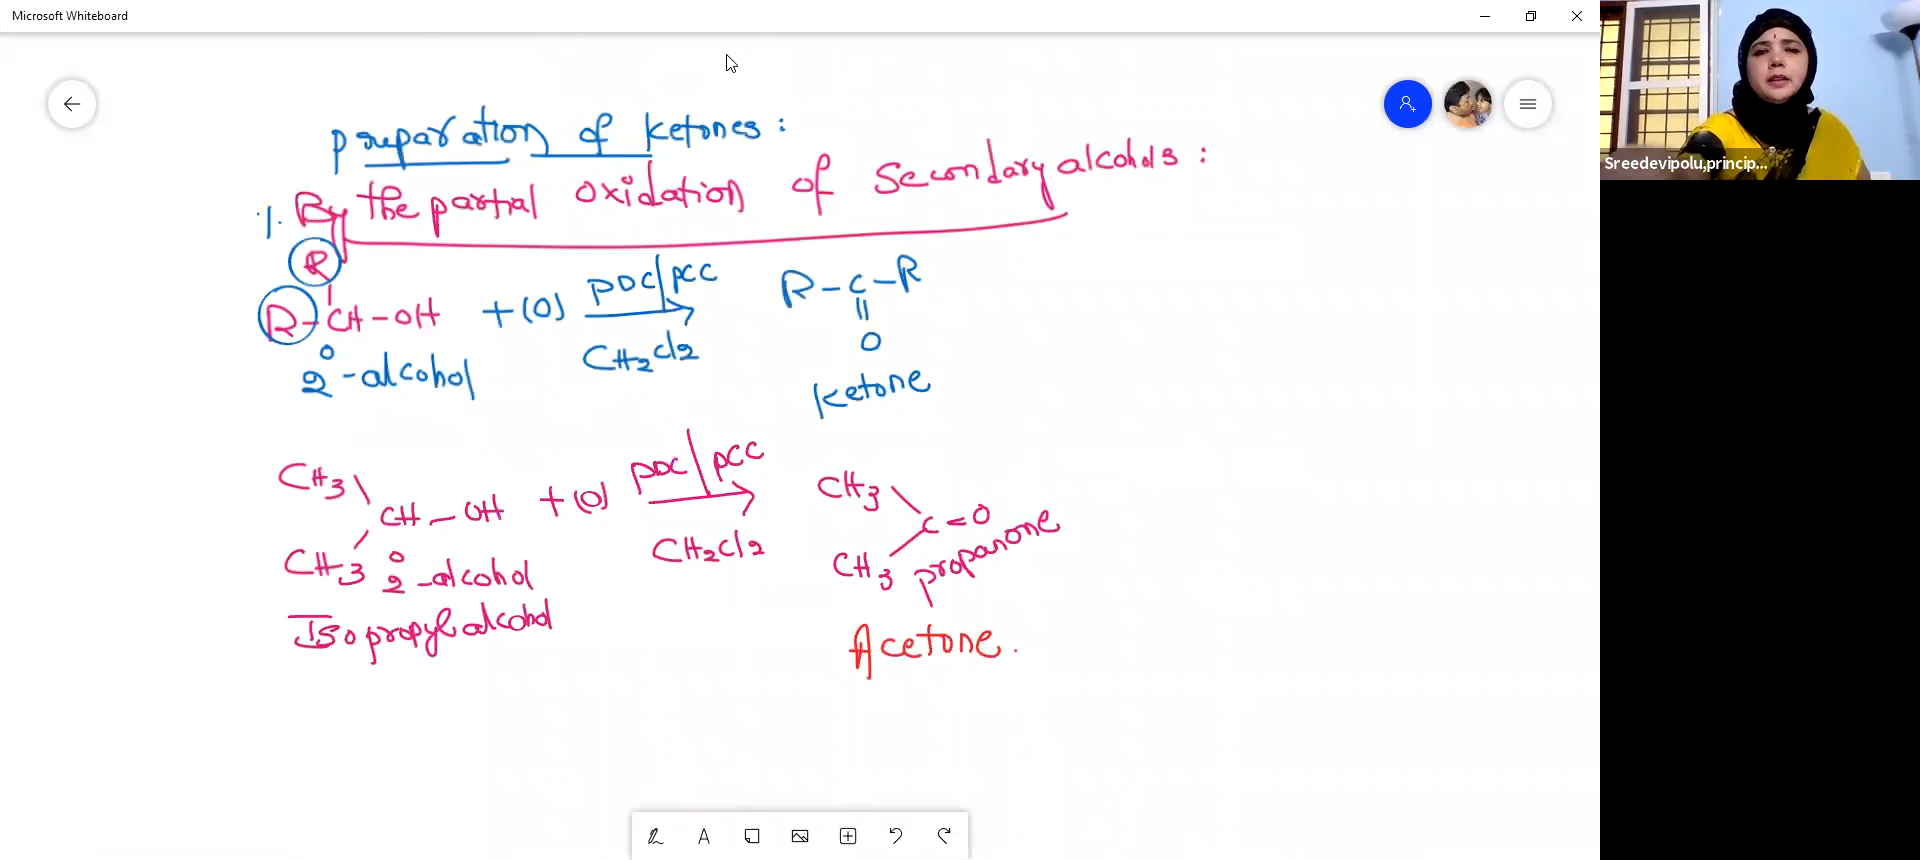 Microsoft Whiteboard
Sreedevipolu,princip...
preparation of ketones:
1. By the partial oxidation of Secondary alcohols:
R
R-CH-OH + (O) PDC/PCC CH2Cl2 R-C-R
||
O
2°-alcohol
ketone
CH3 CH-OH + (O) PDC/PCC CH2Cl2 CH3 C=O
CH3 CH3
2°-alcohol propanone
Isopropyl alcohol
Acetone.
A